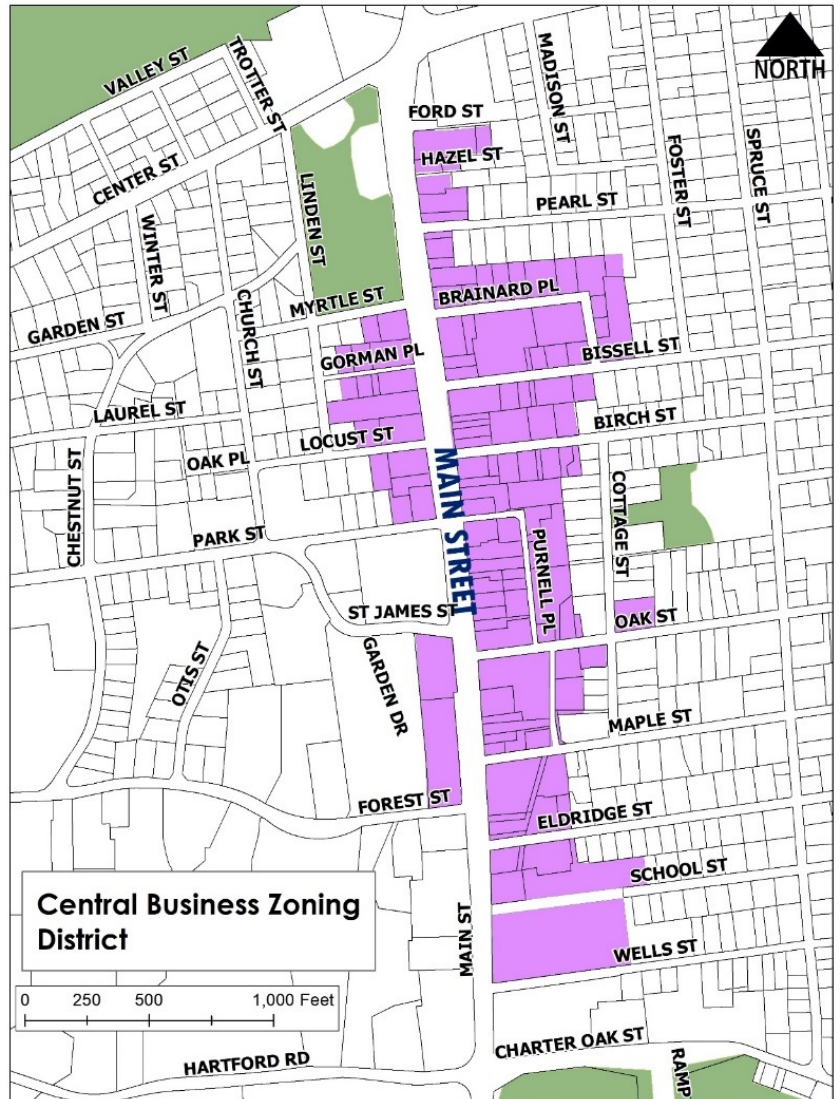 VALLEY ST
TROTTER ST
MADISON ST
NORTH
FORD ST
HAZEL ST
FOSTER ST
SPRUCE ST
CENTER ST
LINDEN ST
PEARL ST
WINTER ST
MYRTLE ST
BRAINARD PL
GARDEN ST
CHURCH ST
GORMAN PL
BISSELL ST
LAUREL ST
LOCUST ST
BIRCH ST
OAK PL
CHESTNUT ST
MAIN STREET
COTTAGE ST
PARK ST
PURNELL PL
ST JAMES ST
OAK ST
OTIS ST
GARDEN DR
MAPLE ST
FOREST ST
ELDRIDGE ST
SCHOOL ST
Central Business Zoning
District
MAIN ST
WELLS ST
0 250 500 1,000 Feet
CHARTER OAK ST
HARTFORD RD
RAMP